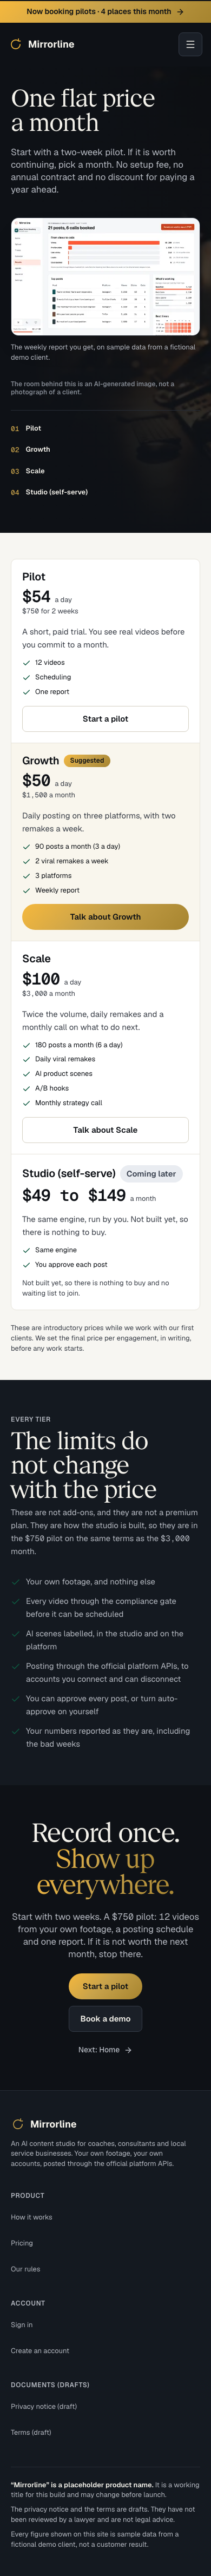 Now booking pilots · 4 places this month →
Mirrorline
One flat price
a month
Start with a two-week pilot. If it is worth
continuing, pick a month. No setup fee, no
annual contract and no discount for paying a
year ahead.
21 posts, 6 calls booked
The weekly report you get, on sample data from a fictional
demo client.
The room behind this is an AI-generated image, not a
photograph of a client.
01 Pilot
02 Growth
03 Scale
04 Studio (self-serve)
Pilot
$54 a day
$750 for 2 weeks
A short, paid trial. You see real videos before
you commit to a month.
12 videos
Scheduling
One report
Start a pilot
Growth Suggested
$50 a day
$1,500 a month
Daily posting on three platforms, with two
remakes a week.
90 posts a month (3 a day)
2 viral remakes a week
3 platforms
Weekly report
Talk about Growth
Scale
$100 a day
$3,000 a month
Twice the volume, daily remakes and a
monthly call on what to do next.
180 posts a month (6 a day)
Daily viral remakes
AI product scenes
A/B hooks
Monthly strategy call
Talk about Scale
Studio (self-serve) Coming later
$49 to $149 a month
The same engine, run by you. Not built yet, so
there is nothing to buy.
Same engine
You approve each post
Not built yet, so there is nothing to buy and no
waiting list to join.
These are introductory prices while we work with our first
clients. We set the final price per engagement, in writing,
before any work starts.
EVERY TIER
The limits do
not change
with the price
These are not add-ons, and they are not a premium
plan. They are how the studio is built, so they are in
the $750 pilot on the same terms as the $3,000
month.
Your own footage, and nothing else
Every video through the compliance gate
before it can be scheduled
AI scenes labelled, in the studio and on the
platform
Posting through the official platform APIs, to
accounts you connect and can disconnect
You can approve every post, or turn auto-
approve on yourself
Your numbers reported as they are, including
the bad weeks
Record once.
Show up
everywhere.
Start with two weeks. A $750 pilot: 12 videos
from your own footage, a posting schedule
and one report. If it is not worth the next
month, stop there.
Start a pilot
Book a demo
Next: Home →
Mirrorline
An AI content studio for coaches, consultants and local
service businesses. Your own footage, your own
accounts, posted through the official platform APIs.
PRODUCT
How it works
Pricing
Our rules
ACCOUNT
Sign in
Create an account
DOCUMENTS (DRAFTS)
Privacy notice (draft)
Terms (draft)
“Mirrorline” is a placeholder product name. It is a working
title for this build and may change before launch.
The privacy notice and the terms are drafts. They have not
been reviewed by a lawyer and are not legal advice.
Every figure shown on this site is sample data from a
fictional demo client, not a customer result.